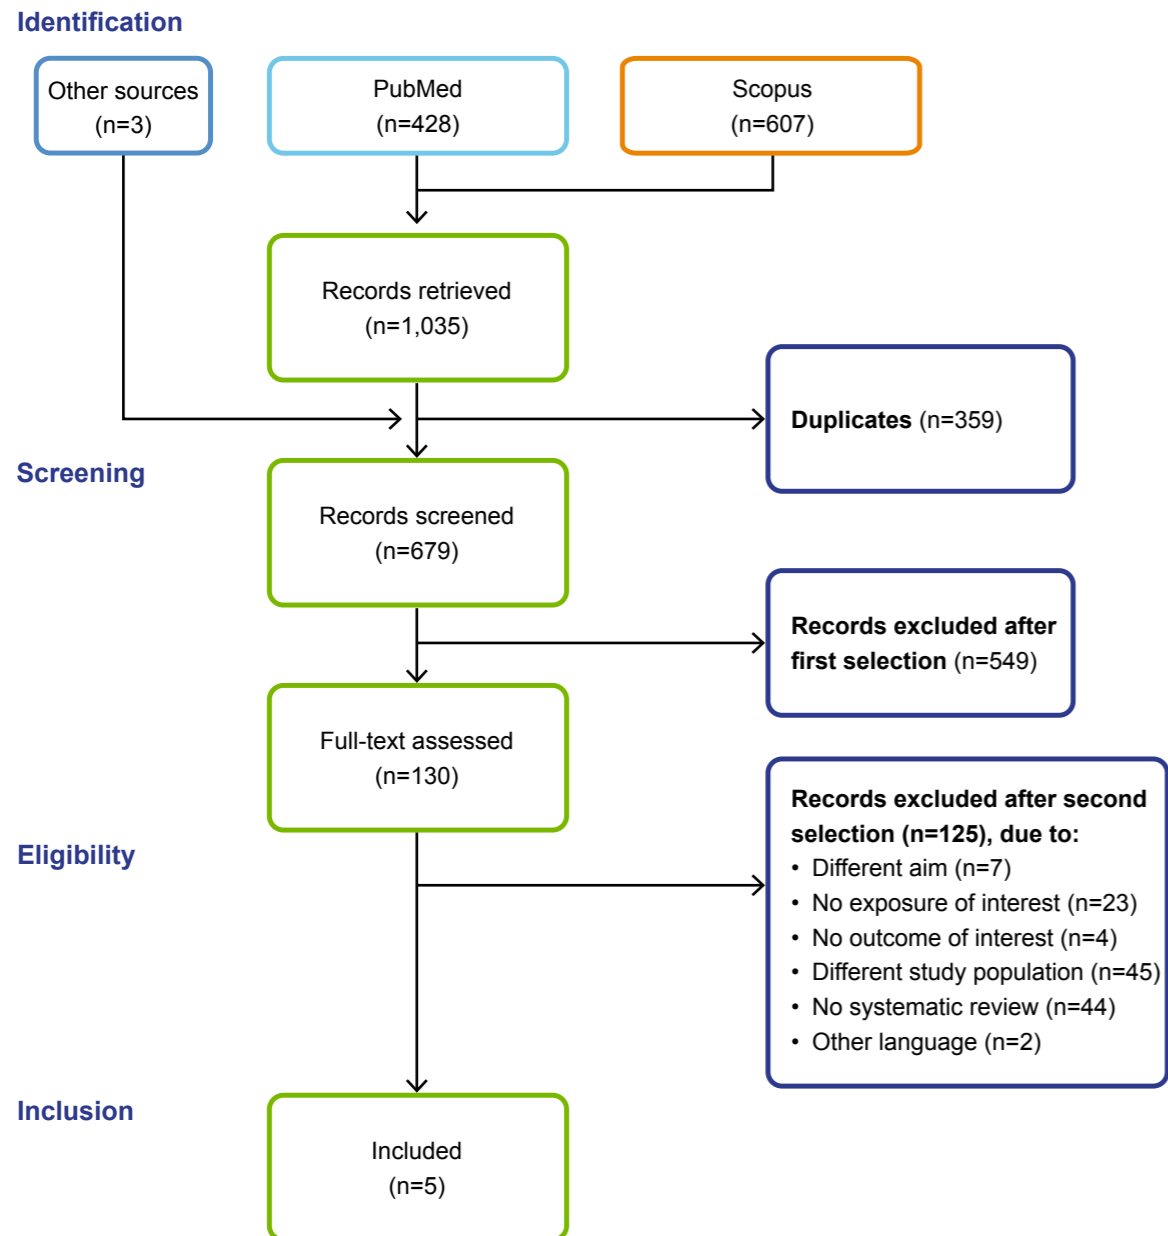 Identification
Other sources
(n=3)
PubMed
(n=428)
Scopus
(n=607)
Records retrieved
(n=1,035)
Duplicates (n=359)
Screening
Records screened
(n=679)
Records excluded after
first selection (n=549)
Full-text assessed
(n=130)
Records excluded after second
selection (n=125), due to:
• Different aim (n=7)
• No exposure of interest (n=23)
• No outcome of interest (n=4)
• Different study population (n=45)
• No systematic review (n=44)
• Other language (n=2)
Eligibility
Inclusion
Included
(n=5)